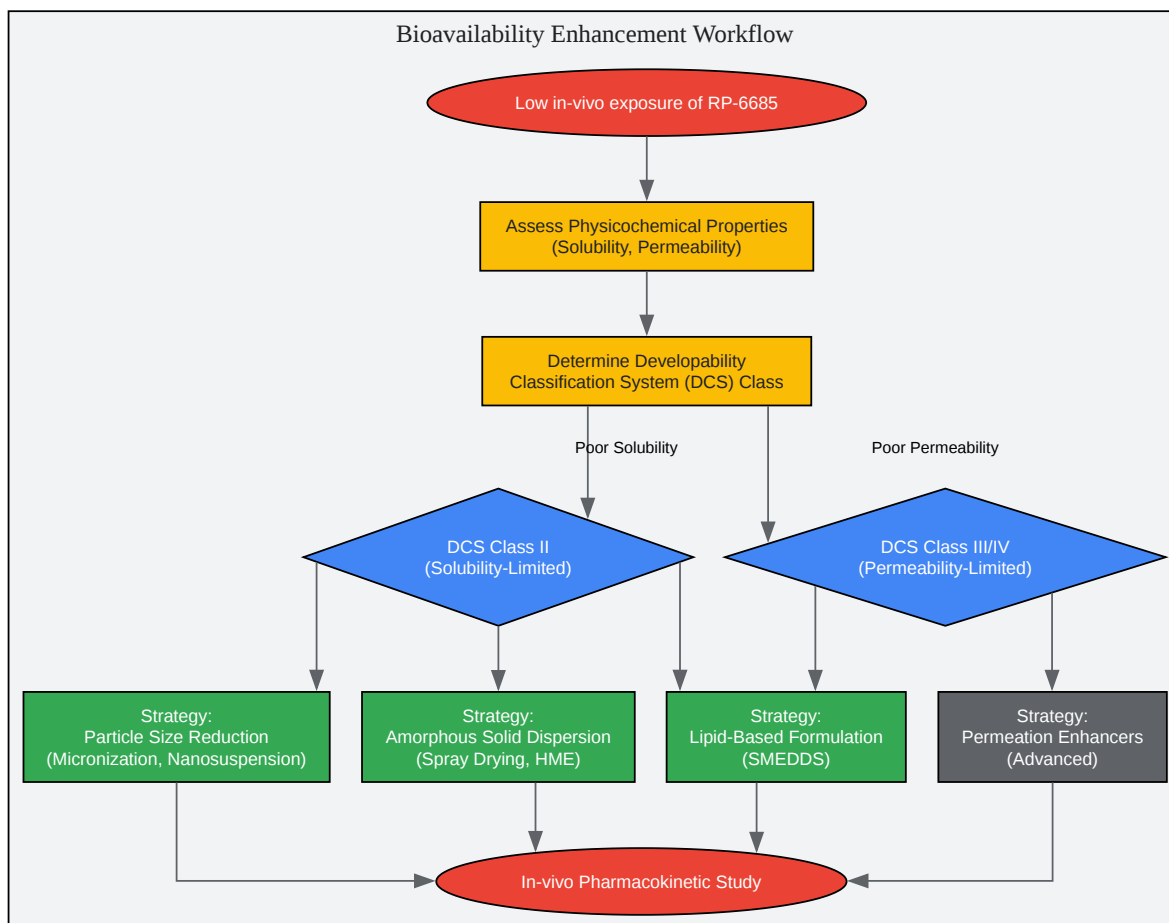 Bioavailability Enhancement Workflow
Low in-vivo exposure of RP-6685
Assess Physicochemical Properties
(Solubility, Permeability)
Determine Developability
Classification System (DCS) Class
Poor Solubility
Poor Permeability
DCS Class II
(Solubility-Limited)
DCS Class III/IV
(Permeability-Limited)
Strategy:
Particle Size Reduction
(Micronization, Nanosuspension)
Strategy:
Amorphous Solid Dispersion
(Spray Drying, HME)
Strategy:
Lipid-Based Formulation
(SMEDDS)
Strategy:
Permeation Enhancers
(Advanced)
In-vivo Pharmacokinetic Study